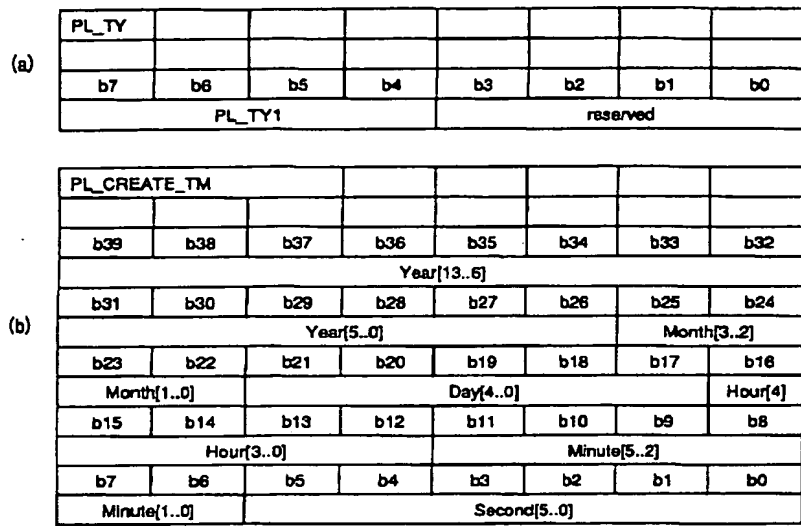 PL_TY
(a)
b7 b6 b5 b4 b3 b2 b1 b0
PL_TY1 reserved
PL_CREATE_TM
b39 b38 b37 b36 b35 b34 b33 b32
Year[13..6]
b31 b30 b29 b28 b27 b26 b25 b24
(b)
Year[5..0] Month[3..2]
b23 b22 b21 b20 b19 b18 b17 b16
Month[1..0] Day[4..0] Hour[4]
b15 b14 b13 b12 b11 b10 b9 b8
Hour[3..0] Minute[5..2]
b7 b6 b5 b4 b3 b2 b1 b0
Minute[1..0] Second[5..0]